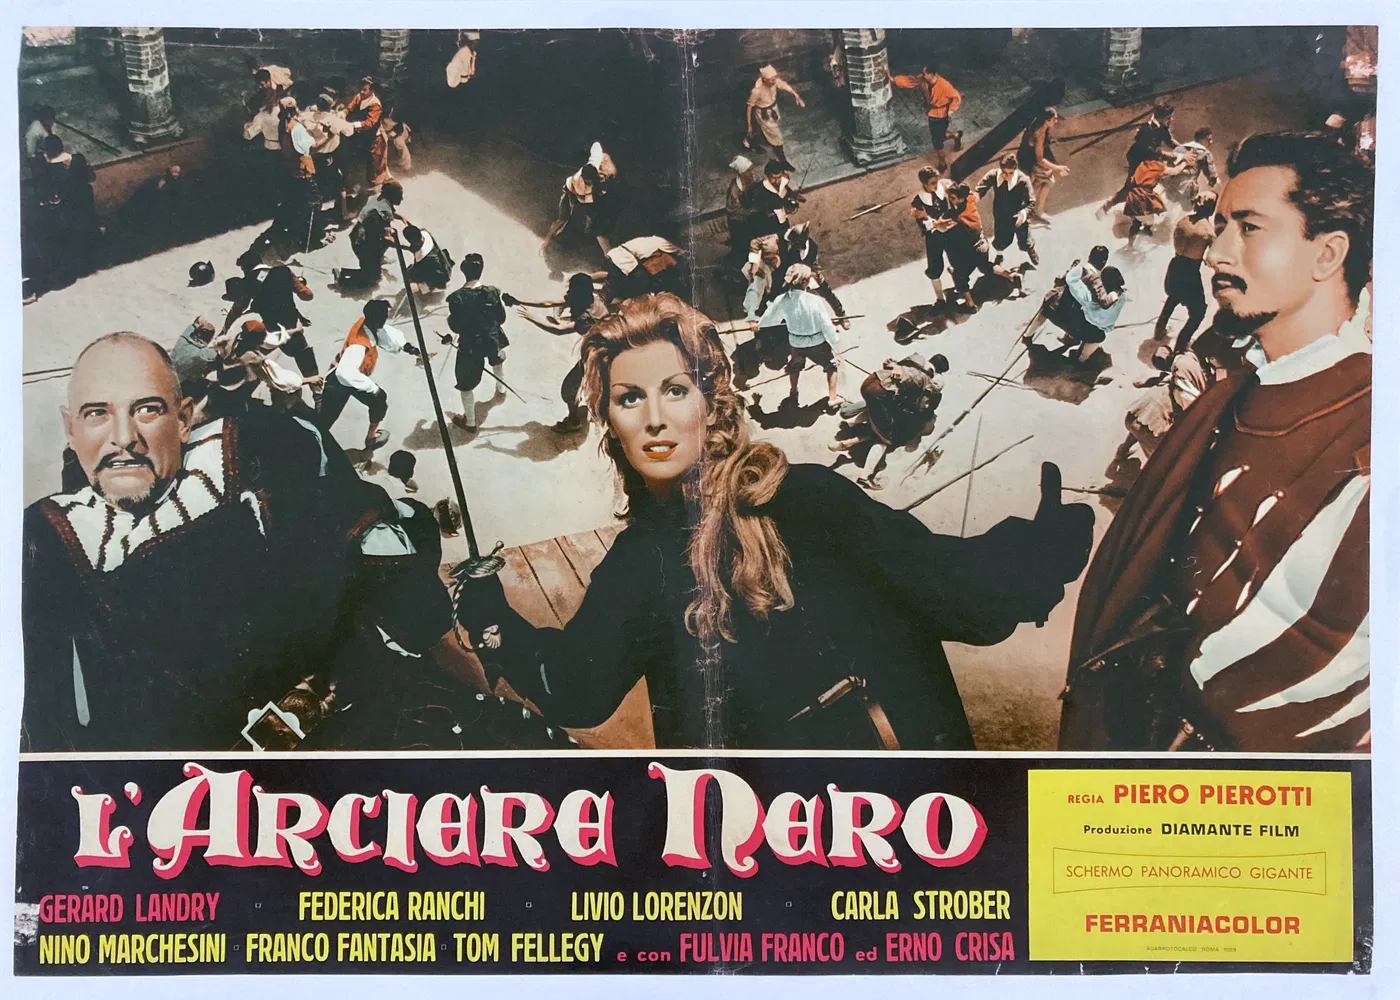 L'ARCIERE NERO
GERARD LANDRY FEDERICA RANCHI LIVIO LORENZON CARLA STROBER
NINO MARCHESINI FRANCO FANTASIA TOM FELLEGY e con FULVIA FRANCO ed ERNO CRISA
REGIA PIERO PIEROTTI
Produzione DIAMANTE FILM
SCHERMO PANORAMICO GIGANTE
FERRANIACOLOR